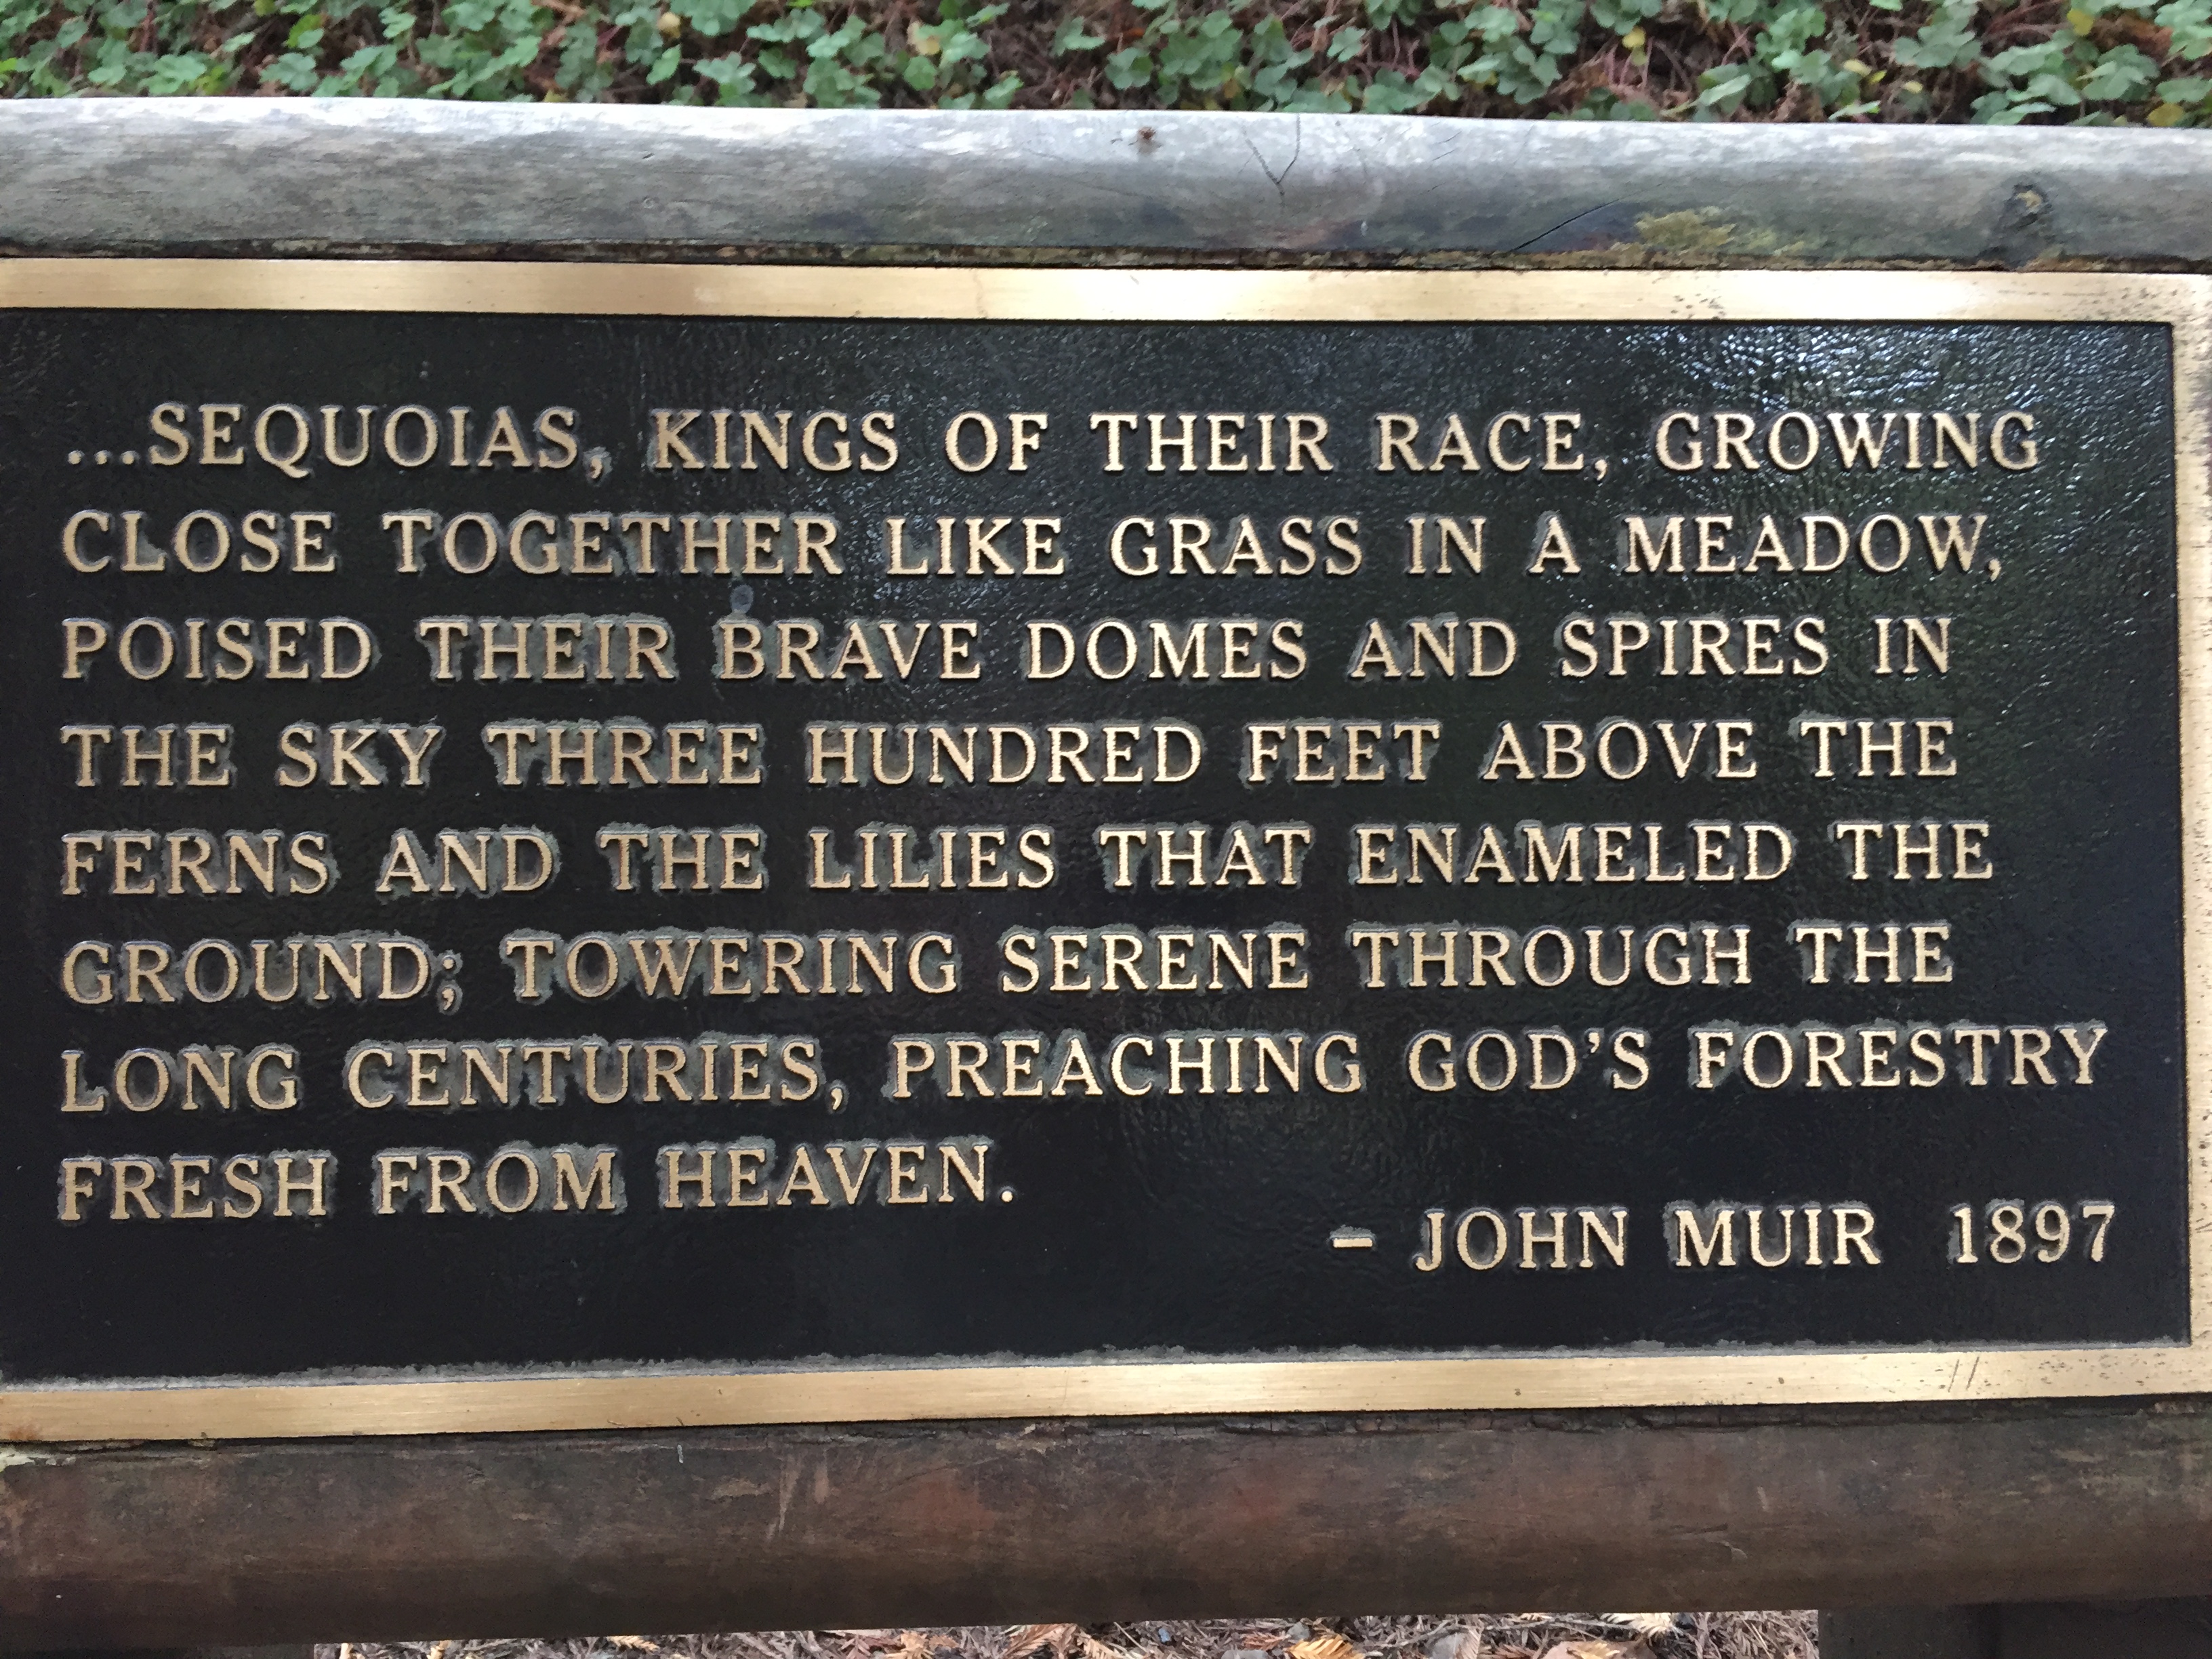 ...SEQUOIAS, KINGS OF THEIR RACE, GROWING
CLOSE TOGETHER LIKE GRASS IN A MEADOW,
POISED THEIR BRAVE DOMES AND SPIRES IN
THE SKY THREE HUNDRED FEET ABOVE THE
FERNS AND THE LILIES THAT ENAMELED THE
GROUND; TOWERING SERENE THROUGH THE
LONG CENTURIES, PREACHING GOD'S FORESTRY
FRESH FROM HEAVEN.
– JOHN MUIR 1897